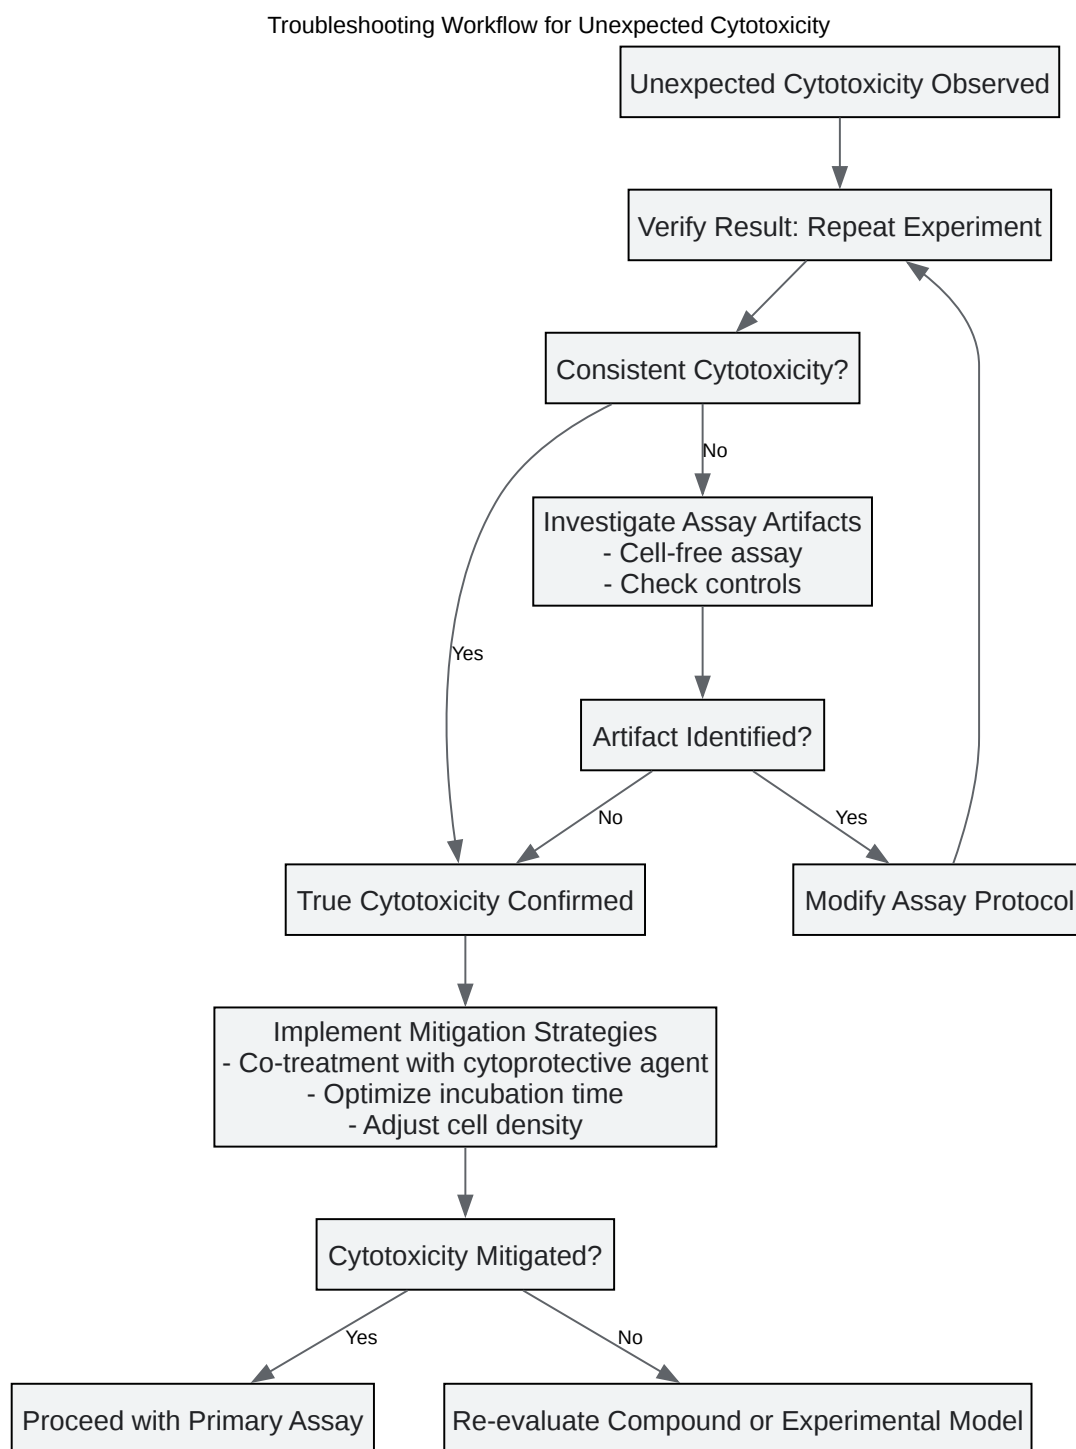 Troubleshooting Workflow for Unexpected Cytotoxicity
Unexpected Cytotoxicity Observed
Verify Result: Repeat Experiment
Consistent Cytotoxicity?
No
Investigate Assay Artifacts
- Cell-free assay
- Check controls
Yes
Artifact Identified?
No
Yes
True Cytotoxicity Confirmed
Modify Assay Protocol
Implement Mitigation Strategies
- Co-treatment with cytoprotective agent
- Optimize incubation time
- Adjust cell density
Cytotoxicity Mitigated?
Yes
No
Proceed with Primary Assay
Re-evaluate Compound or Experimental Model